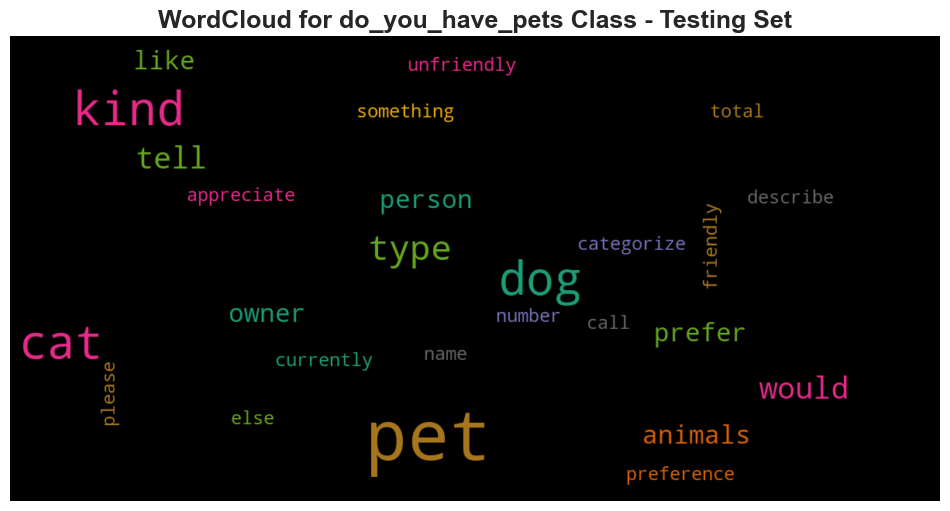 WordCloud for do_you_have_pets Class - Testing Set
like
unfriendly
kind
something
total
tell
appreciate
person
describe
friendly
type
categorize
dog
owner
number
call
prefer
cat
currently
name
please
would
else
pet
animals
preference